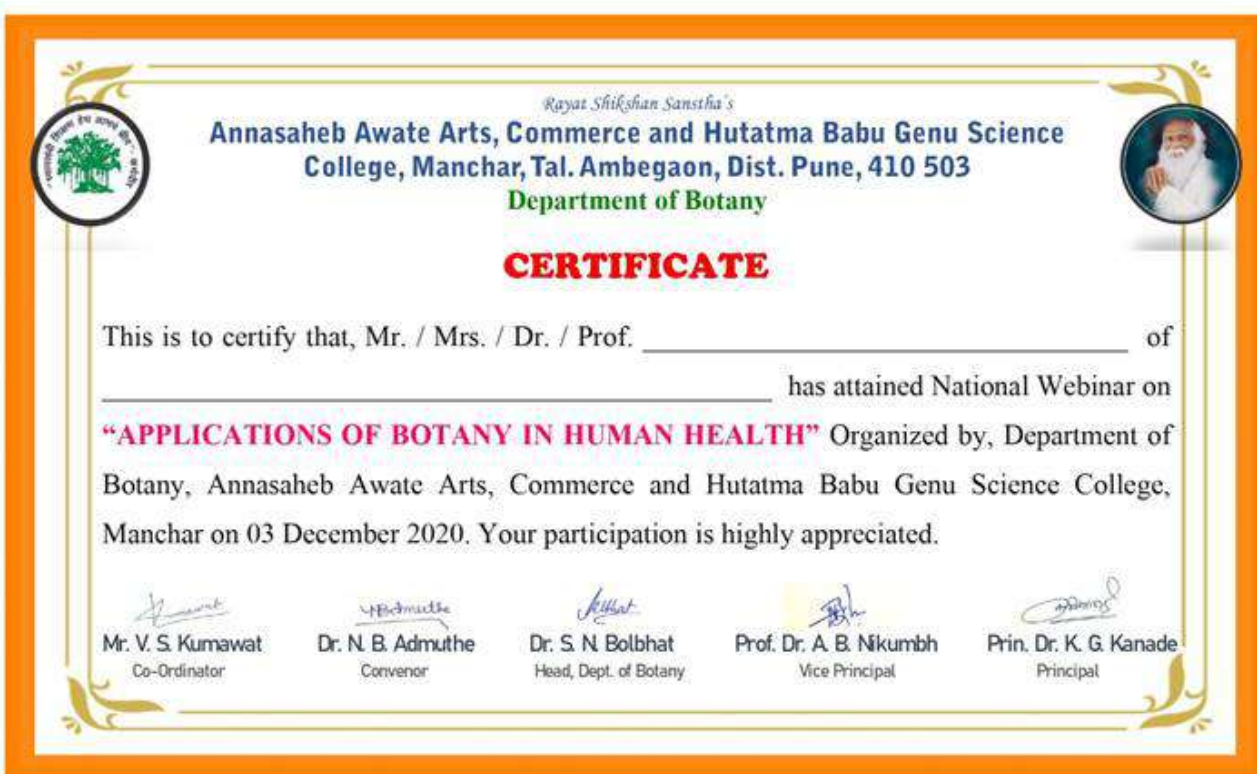 Rayat Shikshan Sanstha's
Annasaheb Awate Arts, Commerce and Hutatma Babu Genu Science
College, Manchar, Tal. Ambegaon, Dist. Pune, 410 503
Department of Botany
CERTIFICATE
This is to certify that, Mr. / Mrs. / Dr. / Prof. ____________________ of
____________________ has attained National Webinar on
“APPLICATIONS OF BOTANY IN HUMAN HEALTH” Organized by, Department of
Botany, Annasaheb Awate Arts, Commerce and Hutatma Babu Genu Science College,
Manchar on 03 December 2020. Your participation is highly appreciated.
Mr. V. S. Kumawat Dr. N. B. Admuthe Dr. S. N. Bolbhat Prof. Dr. A. B. Nikumbh Prin. Dr. K. G. Kanade
Co-Ordinator Convenor Head, Dept. of Botany Vice Principal Principal